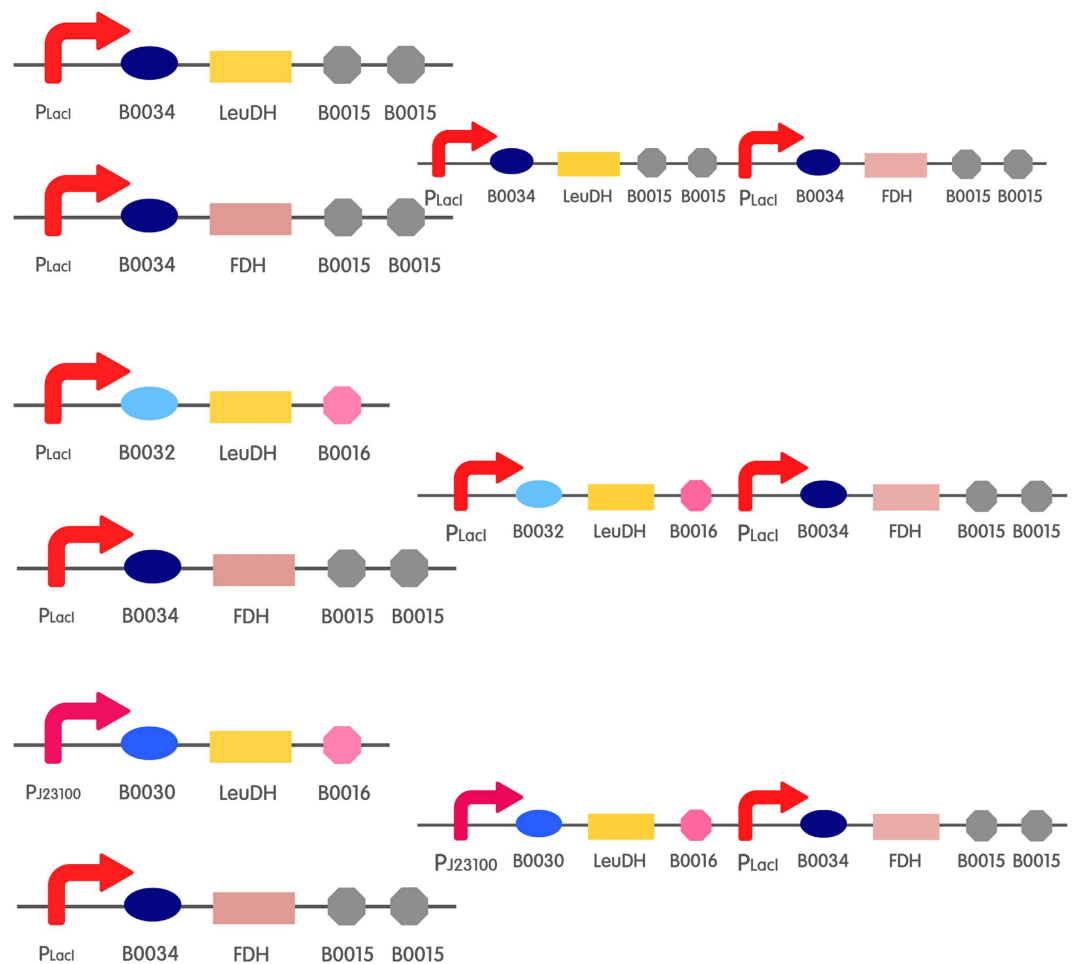 PLacI B0034 LeuDH B0015 B0015
PLacI B0034 LeuDH B0015 B0015 PLacI B0034 FDH B0015 B0015
PLacI B0034 FDH B0015 B0015
PLacI B0032 LeuDH B0016
PLacI B0032 LeuDH B0016 PLacI B0034 FDH B0015 B0015
PLacI B0034 FDH B0015 B0015
PJ23100 B0030 LeuDH B0016
PJ23100 B0030 LeuDH B0016 PLacI B0034 FDH B0015 B0015
PLacI B0034 FDH B0015 B0015